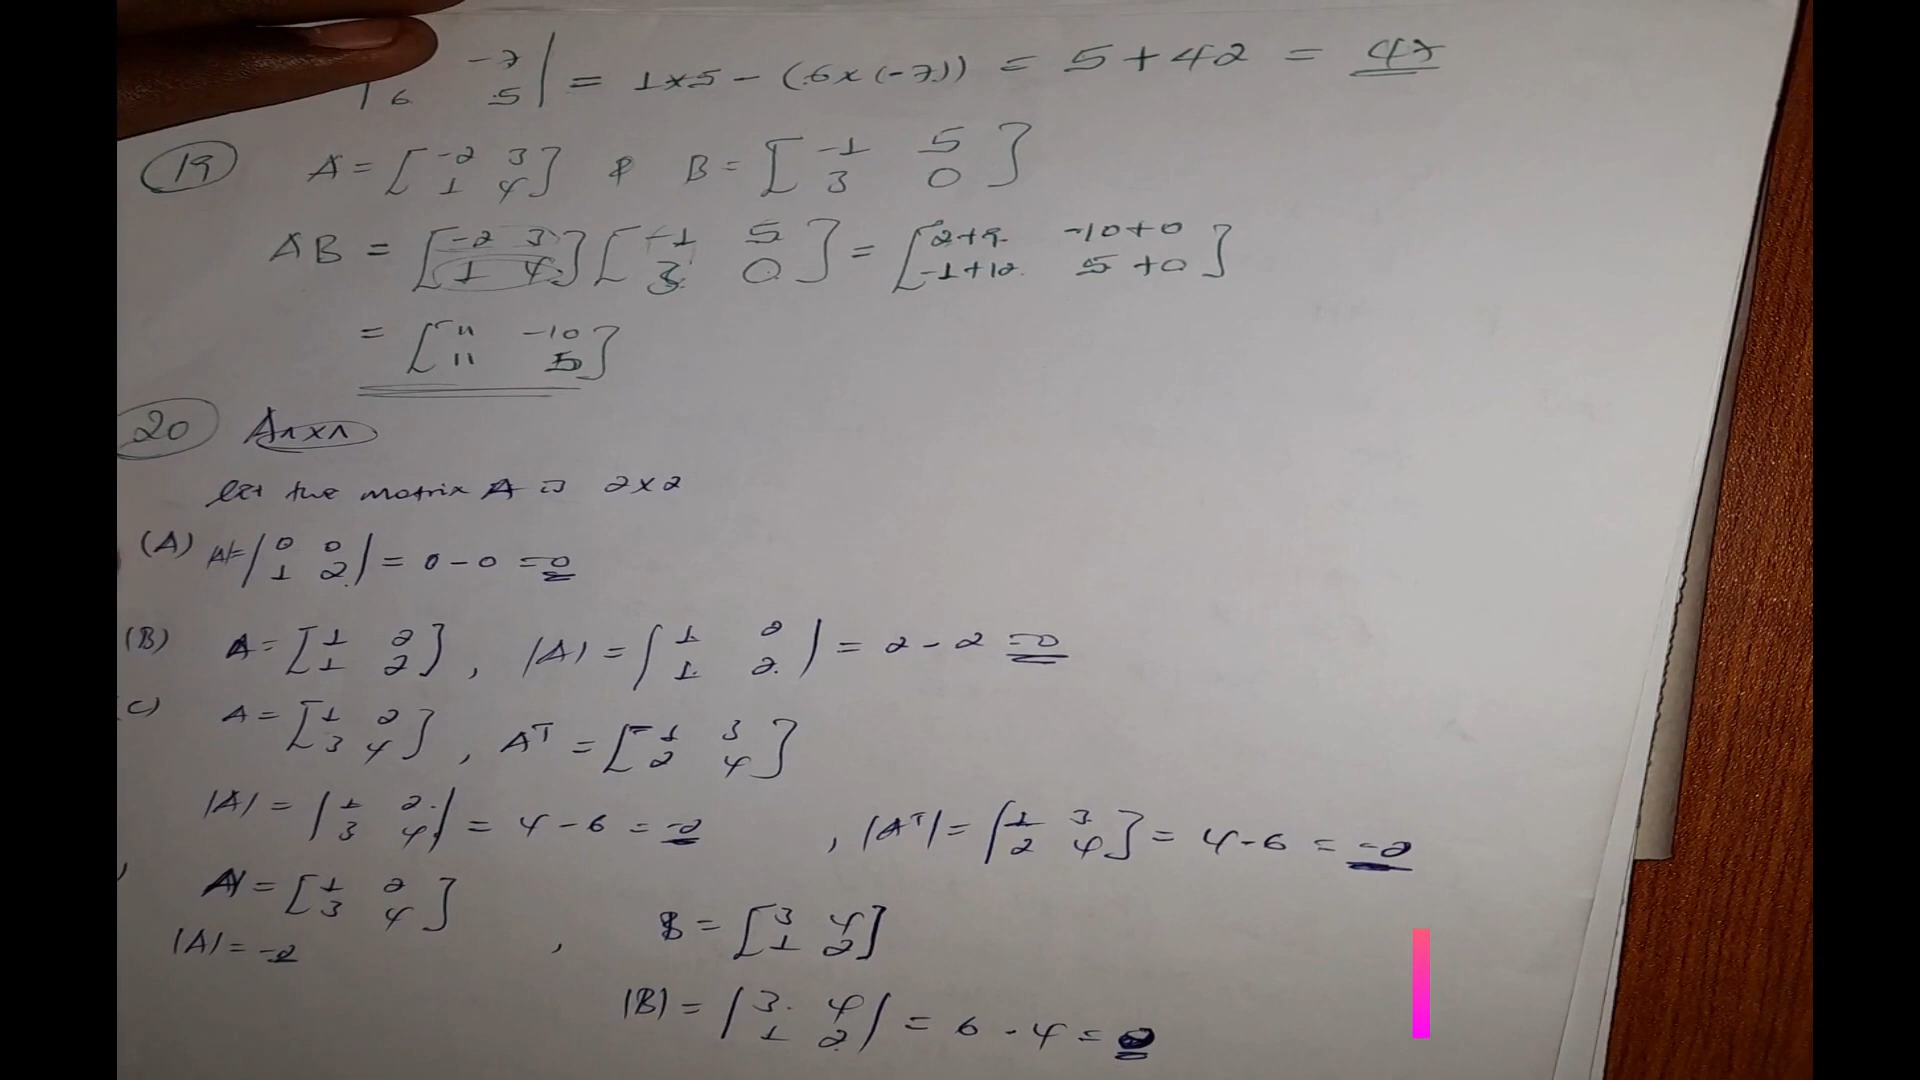 | -7 |
| 6 5 | = 1×5 - (6×(-7)) = 5+42 = 47
19 A = [ -2 3 ; 1 4 ] & B = [ -1 5 ; 3 0 ]
AB = [ -2 3 ; 1 4 ] [ -1 5 ; 3 0 ] = [ 2+9 -10+0 ; -1+12 5+0 ]
= [ 11 -10 ; 11 5 ]
20 An×n
let the matrix A is 2×2
(A) |A|= | 0 0 ; 1 2 | = 0-0 =0
(B) A= [ 1 2 ; 1 2 ] , |A| = | 1 2 ; 1 2 | = 2-2 =0
C) A = [ 1 2 ; 3 4 ] , A^T = [ 1 3 ; 2 4 ]
|A| = | 1 2 ; 3 4 | = 4-6 = -2 , |A^T| = | 1 3 ; 2 4 ] = 4-6 = -2
A = [ 1 2 ; 3 4 ] , B = [ 3 4 ; 1 2 ]
|A| = -2
|B| = | 3 4 ; 1 2 | = 6-4 = 2